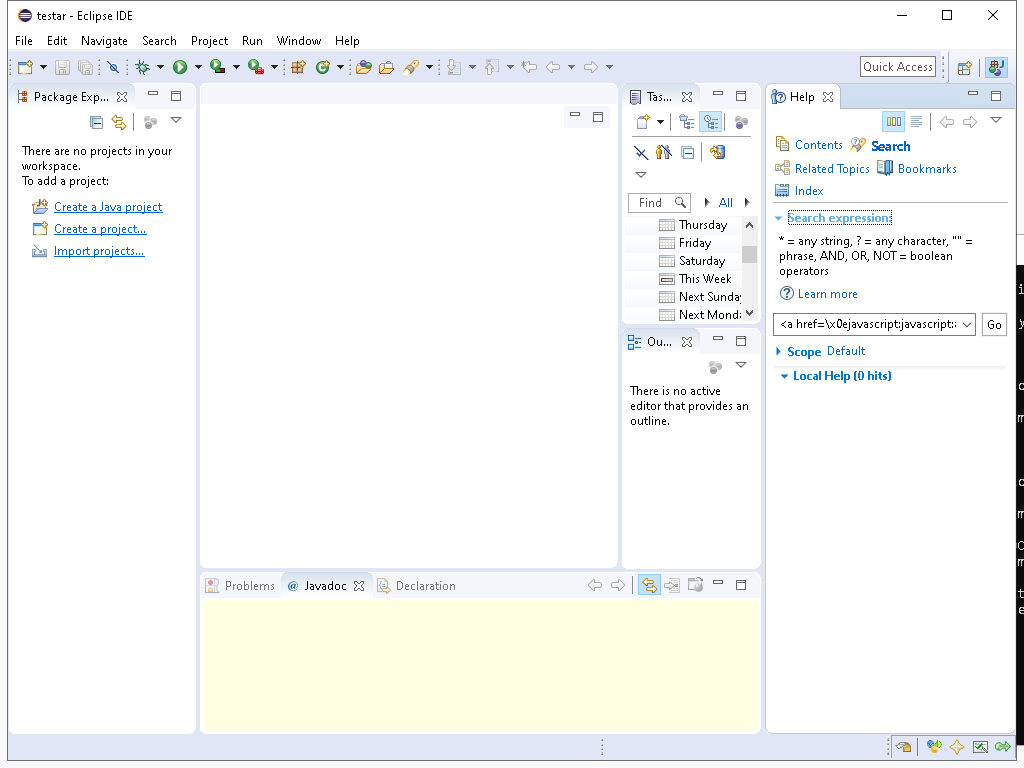 testar - Eclipse IDE
File Edit Navigate Search Project Run Window Help
Quick Access
Package Exp...
There are no projects in your
workspace.
To add a project:
Create a Java project
Create a project...
Import projects...
Tas...
Find
All
Thursday
Friday
Saturday
This Week
Next Sunday
Next Mond
Ou...
There is no active
editor that provides an
outline.
Help
Contents Search
Related Topics Bookmarks
Index
Search expression:
* = any string, ? = any character, "" =
phrase, AND, OR, NOT = boolean
operators
Learn more
<a href=\x0ejavascript:javascript:
Go
Scope Default
Local Help (0 hits)
Problems @ Javadoc Declaration